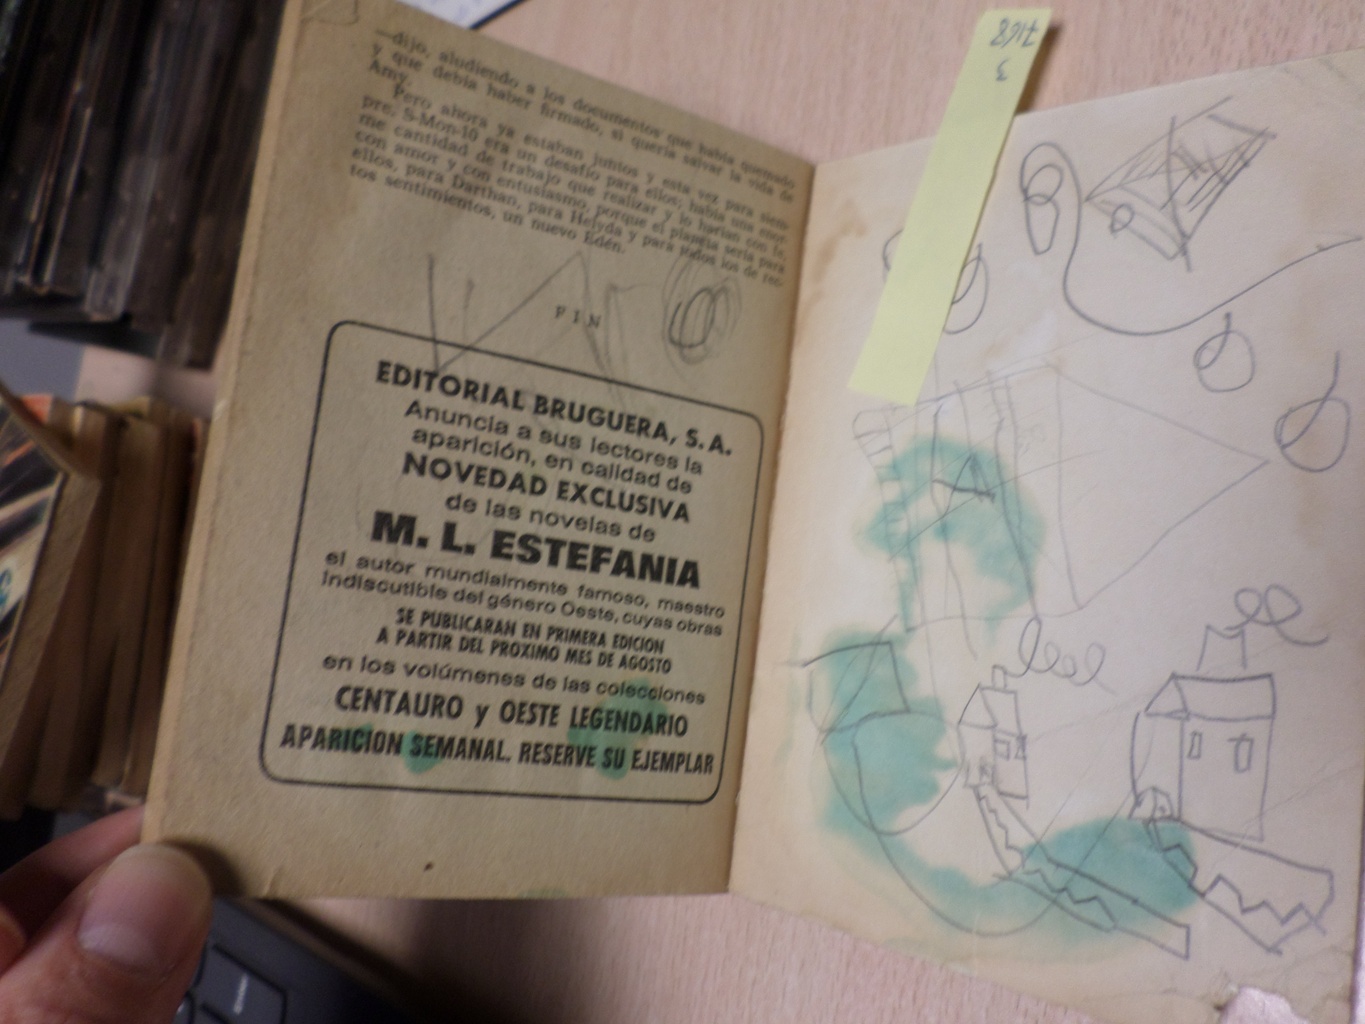 —dijo, aludiendo a los documentos que había quemado
y que debía haber firmado, si quería salvar la vida de
Amy.
Pero ahora ya estaban juntos y esta vez para siem-
pre. S-Mon-10 era un desafío para ellos; había una enor-
me cantidad de trabajo que realizar y lo harían con fe,
con amor y con entusiasmo, porque el planeta sería para
ellos, para Darthan, para Helyda y para todos los de rec-
tos sentimientos, un nuevo Edén.
FIN
EDITORIAL BRUGUERA, S. A.
Anuncia a sus lectores la
aparición, en calidad de
NOVEDAD EXCLUSIVA
de las novelas de
M. L. ESTEFANIA
el autor mundialmente famoso, maestro
indiscutible del género Oeste, cuyas obras
SE PUBLICARAN EN PRIMERA EDICION
A PARTIR DEL PROXIMO MES DE AGOSTO
en los volúmenes de las colecciones
CENTAURO y OESTE LEGENDARIO
APARICION SEMANAL. RESERVE SU EJEMPLAR